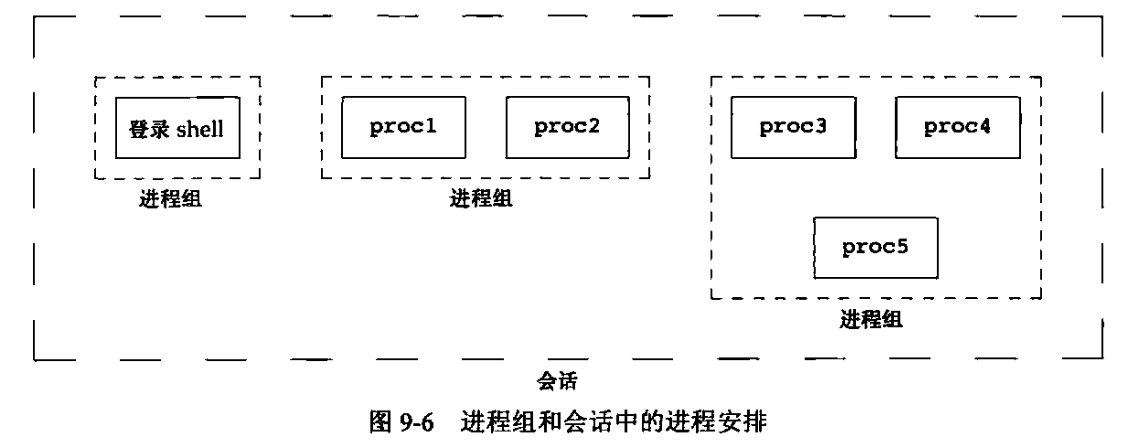 登录 shell
proc1
proc2
proc3
proc4
进程组
进程组
proc5
进程组
会话
图 9-6 进程组和会话中的进程安排